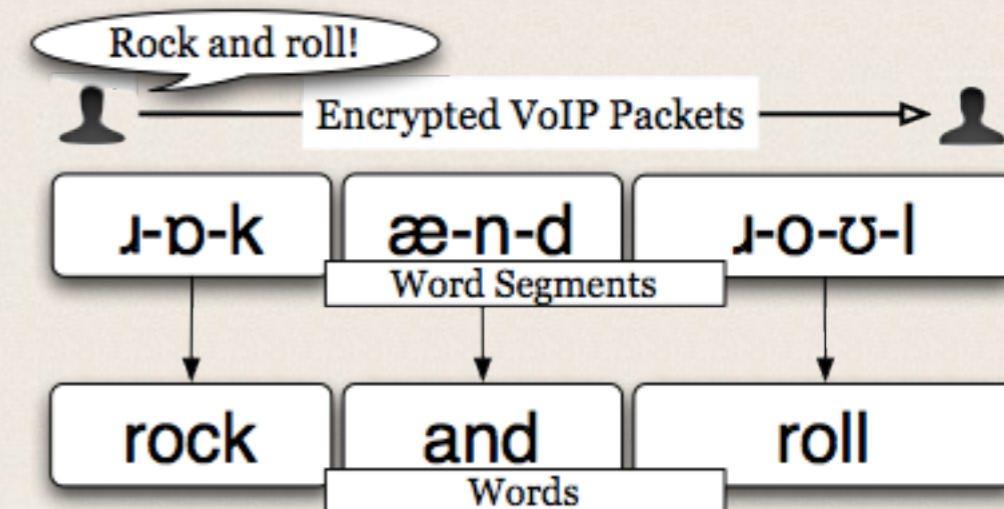 Rock and roll!
Encrypted VoIP Packets
ɹ-ɒ-k
æ-n-d
ɹ-o-ʊ-l
Word Segments
rock
and
roll
Words